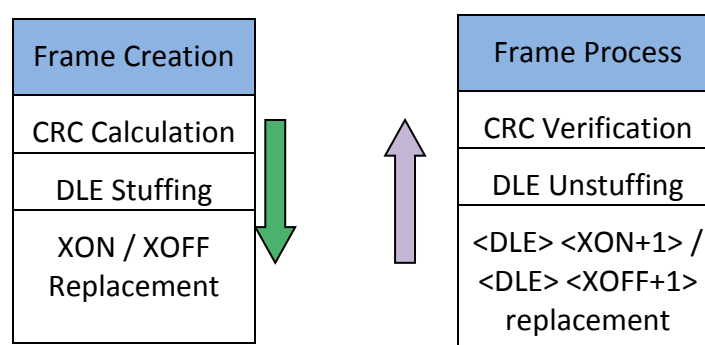 Frame Creation
CRC Calculation
DLE Stuffing
XON / XOFF
Replacement
Frame Process
CRC Verification
DLE Unstuffing
<DLE> <XON+1> /
<DLE> <XOFF+1>
replacement